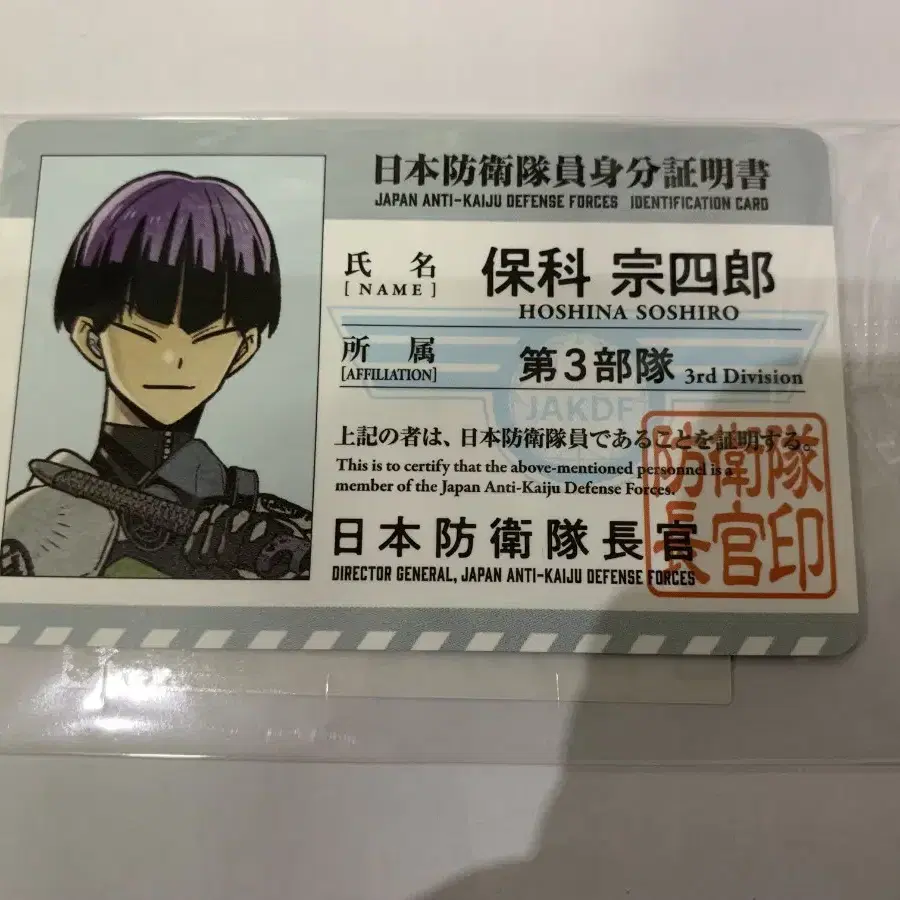 日本防衛隊員身分証明書
JAPAN ANTI-KAIJU DEFENSE FORCES IDENTIFICATION CARD
氏 名 保科 宗四郎
[ NAME ] HOSHINA SOSHIRO
所 属 第3部隊 3rd Division
[AFFILIATION]
JAKDF
上記の者は、日本防衛隊員であることを証明する。
This is to certify that the above-mentioned personnel is a
member of the Japan Anti-Kaiju Defense Forces.
日本防衛隊長官
DIRECTOR GENERAL, JAPAN ANTI-KAIJU DEFENSE FORCES
防衛隊
長官印